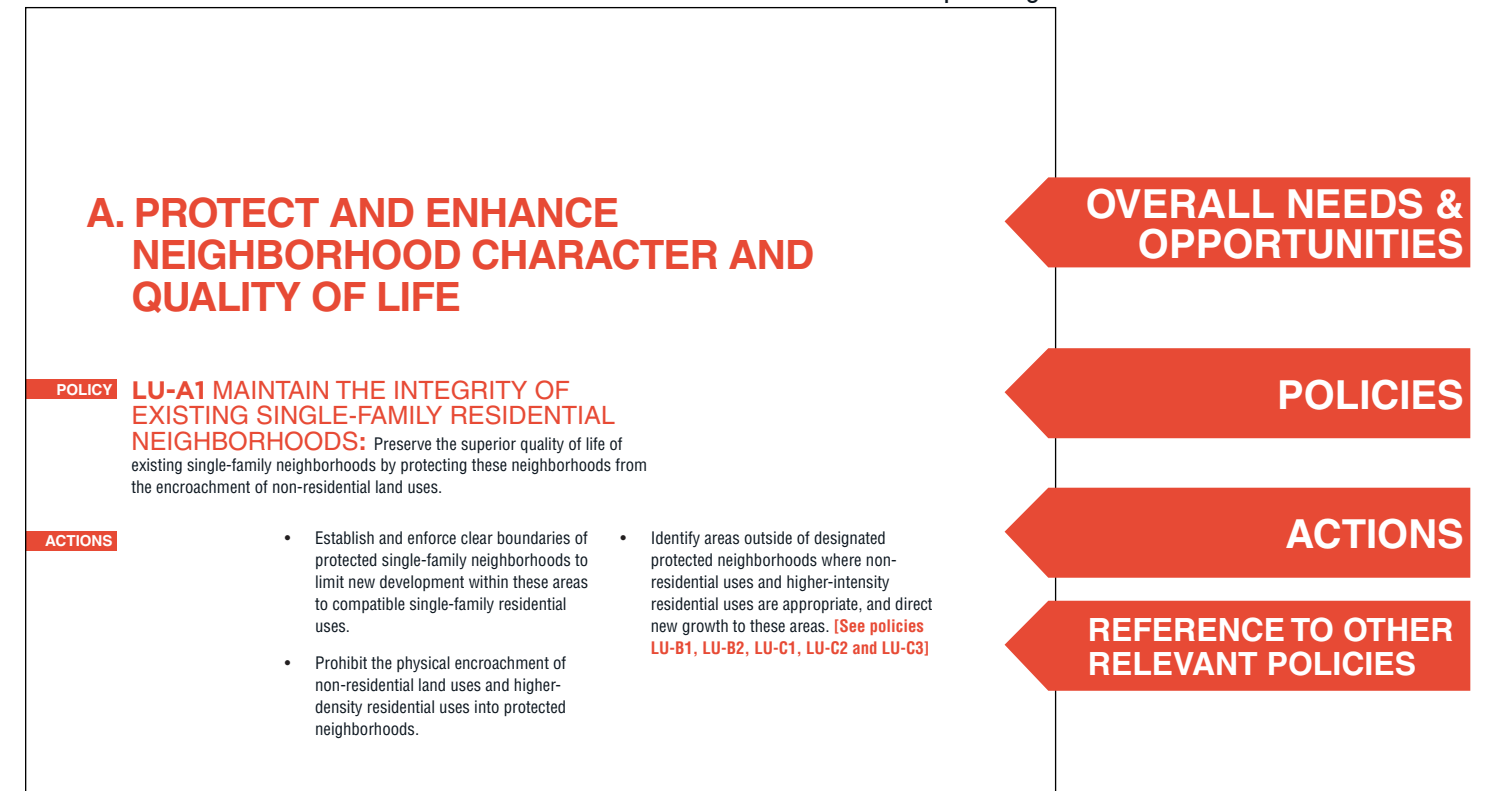 A. PROTECT AND ENHANCE
NEIGHBORHOOD CHARACTER AND
QUALITY OF LIFE
OVERALL NEEDS &
OPPORTUNITIES
POLICY
LU-A1 MAINTAIN THE INTEGRITY OF
EXISTING SINGLE-FAMILY RESIDENTIAL
NEIGHBORHOODS: Preserve the superior quality of life of
existing single-family neighborhoods by protecting these neighborhoods from
the encroachment of non-residential land uses.
POLICIES
ACTIONS
• Establish and enforce clear boundaries of
protected single-family neighborhoods to
limit new development within these areas
to compatible single-family residential
uses.
• Prohibit the physical encroachment of
non-residential land uses and higher-
density residential uses into protected
neighborhoods.
• Identify areas outside of designated
protected neighborhoods where non-
residential uses and higher-intensity
residential uses are appropriate, and direct
new growth to these areas. [See policies
LU-B1, LU-B2, LU-C1, LU-C2 and LU-C3]
ACTIONS
REFERENCE TO OTHER
RELEVANT POLICIES